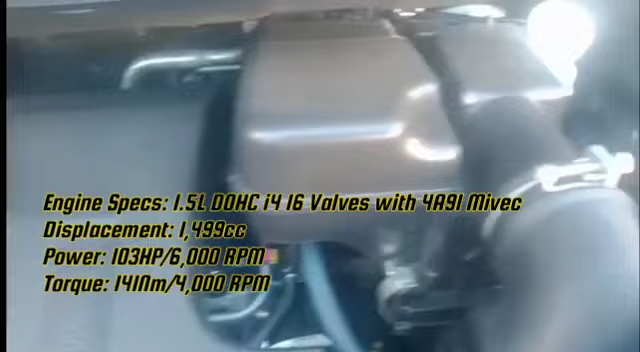 Engine Specs: 1.5L DOHC i4 16 Valves with 4A91 Mivec
Displacement: 1,499cc
Power: 103HP/6,000 RPM
Torque: 141Nm/4,000 RPM